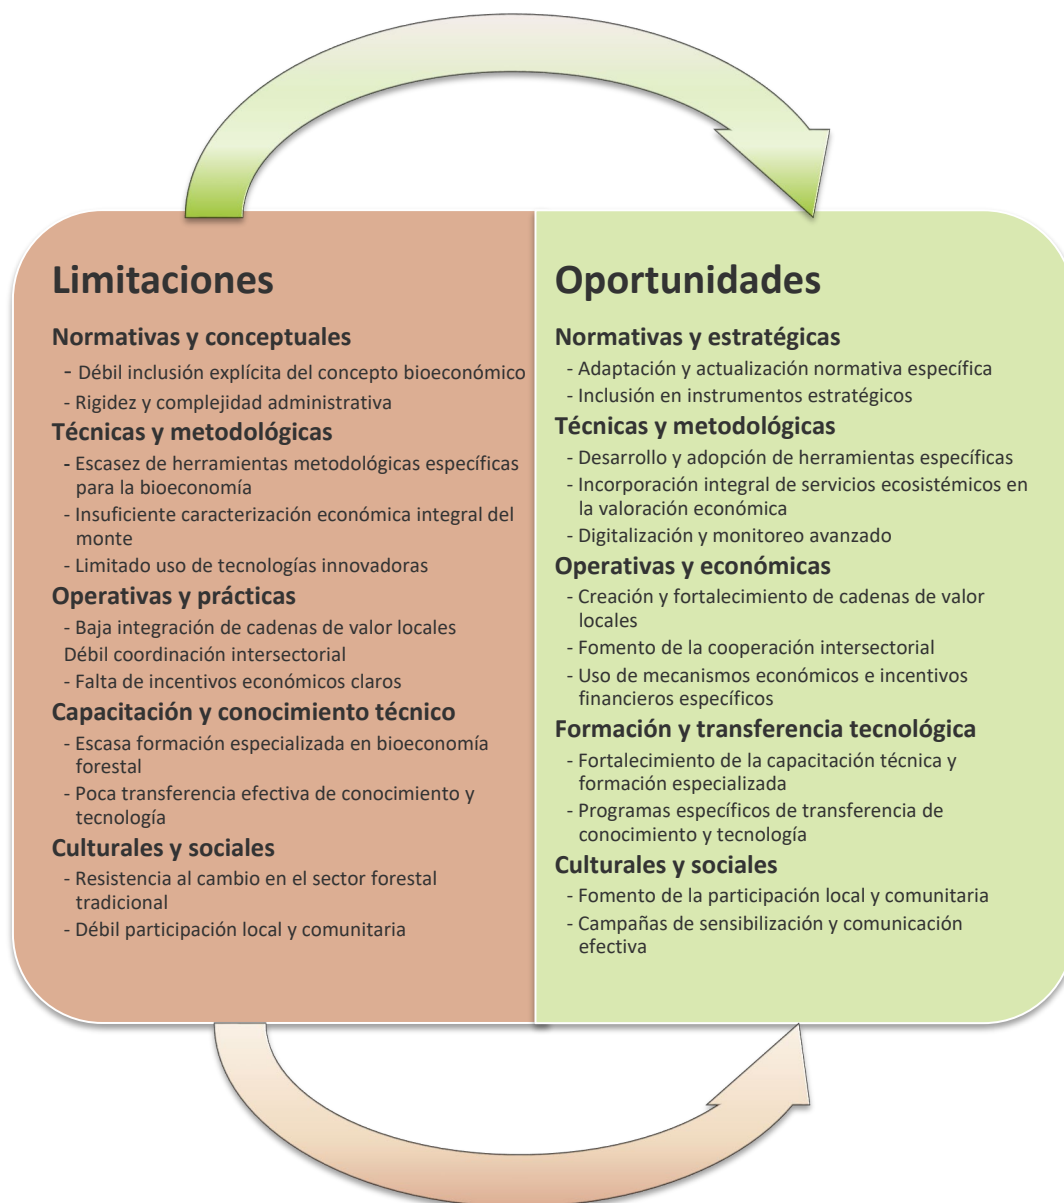 Limitaciones
Normativas y conceptuales
- Débil inclusión explícita del concepto bioeconómico
- Rigidez y complejidad administrativa
Técnicas y metodológicas
- Escasez de herramientas metodológicas específicas
para la bioeconomía
- Insuficiente caracterización económica integral del
monte
- Limitado uso de tecnologías innovadoras
Operativas y prácticas
- Baja integración de cadenas de valor locales
Débil coordinación intersectorial
- Falta de incentivos económicos claros
Capacitación y conocimiento técnico
- Escasa formación especializada en bioeconomía
forestal
- Poca transferencia efectiva de conocimiento y
tecnología
Culturales y sociales
- Resistencia al cambio en el sector forestal
tradicional
- Débil participación local y comunitaria
Oportunidades
Normativas y estratégicas
- Adaptación y actualización normativa específica
- Inclusión en instrumentos estratégicos
Técnicas y metodológicas
- Desarrollo y adopción de herramientas específicas
- Incorporación integral de servicios ecosistémicos en
la valoración económica
- Digitalización y monitoreo avanzado
Operativas y económicas
- Creación y fortalecimiento de cadenas de valor
locales
- Fomento de la cooperación intersectorial
- Uso de mecanismos económicos e incentivos
financieros específicos
Formación y transferencia tecnológica
- Fortalecimiento de la capacitación técnica y
formación especializada
- Programas específicos de transferencia de
conocimiento y tecnología
Culturales y sociales
- Fomento de la participación local y comunitaria
- Campañas de sensibilización y comunicación
efectiva